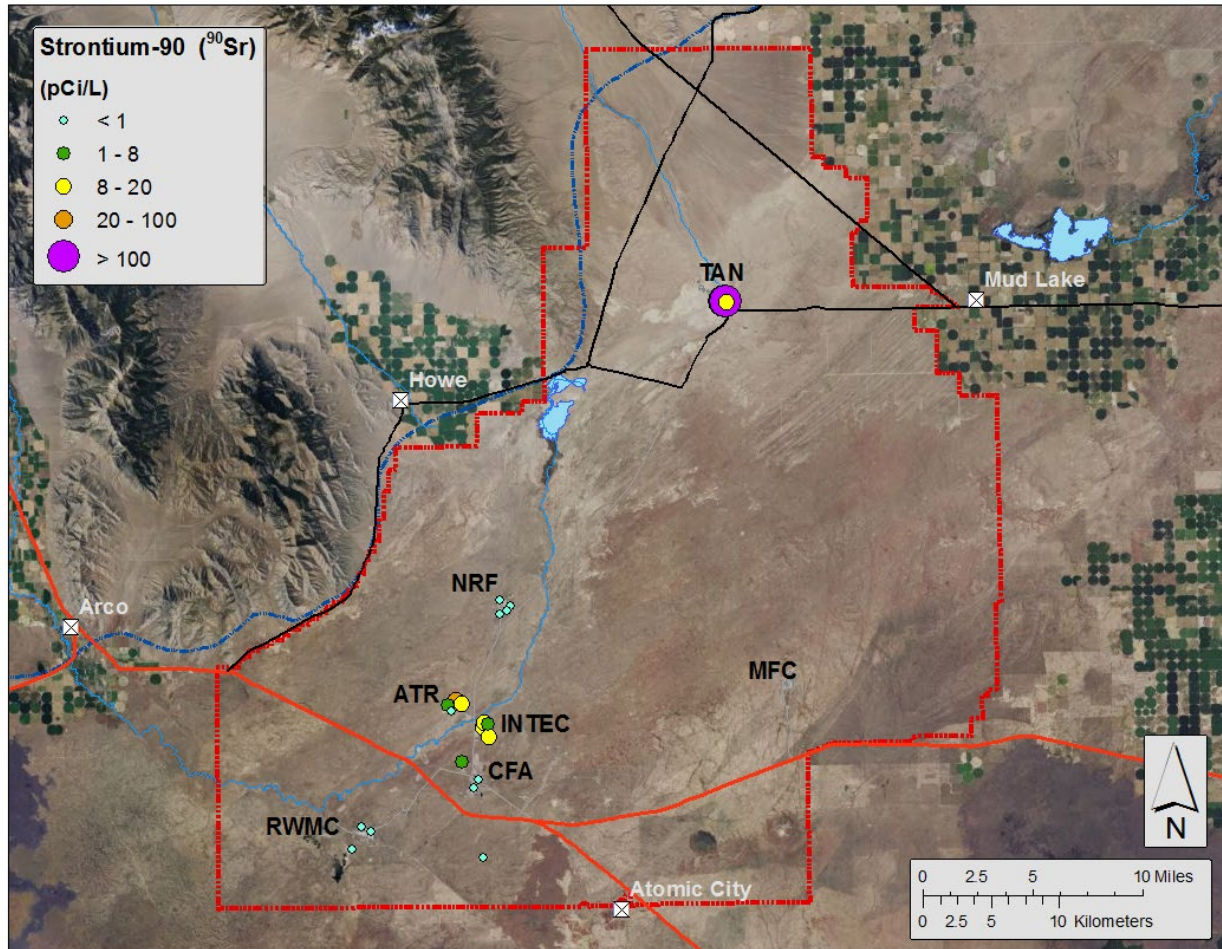 Strontium-90 (⁹⁰Sr)
(pCi/L)
< 1
1 - 8
8 - 20
20 - 100
> 100
TAN
Mud Lake
Howe
NRF
Arco
MFC
ATR
INTEC
CFA
RWMC
N
Atomic City
0 2.5 5 10 Miles
0 2.5 5 10 Kilometers